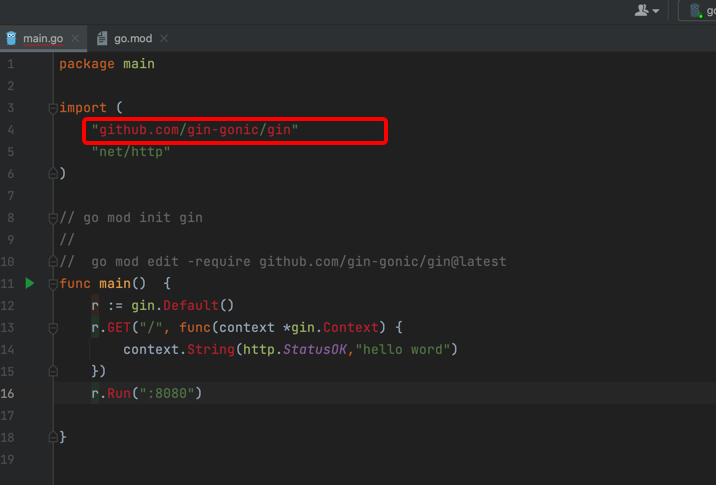 go
main.go
go.mod
1 package main
2
3 import (
4 "github.com/gin-gonic/gin"
5 "net/http"
6 )
7
8 // go mod init gin
9 //
10 // go mod edit -require github.com/gin-gonic/gin@latest
11 func main() {
12 r := gin.Default()
13 r.GET("/", func(context *gin.Context) {
14 context.String(http.StatusOK,"hello word")
15 })
16 r.Run(":8080")
17
18 }
19